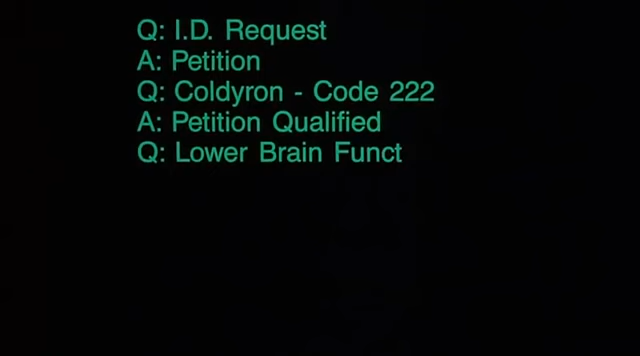 Q: I.D. Request
A: Petition
Q: Coldyron - Code 222
A: Petition Qualified
Q: Lower Brain Funct